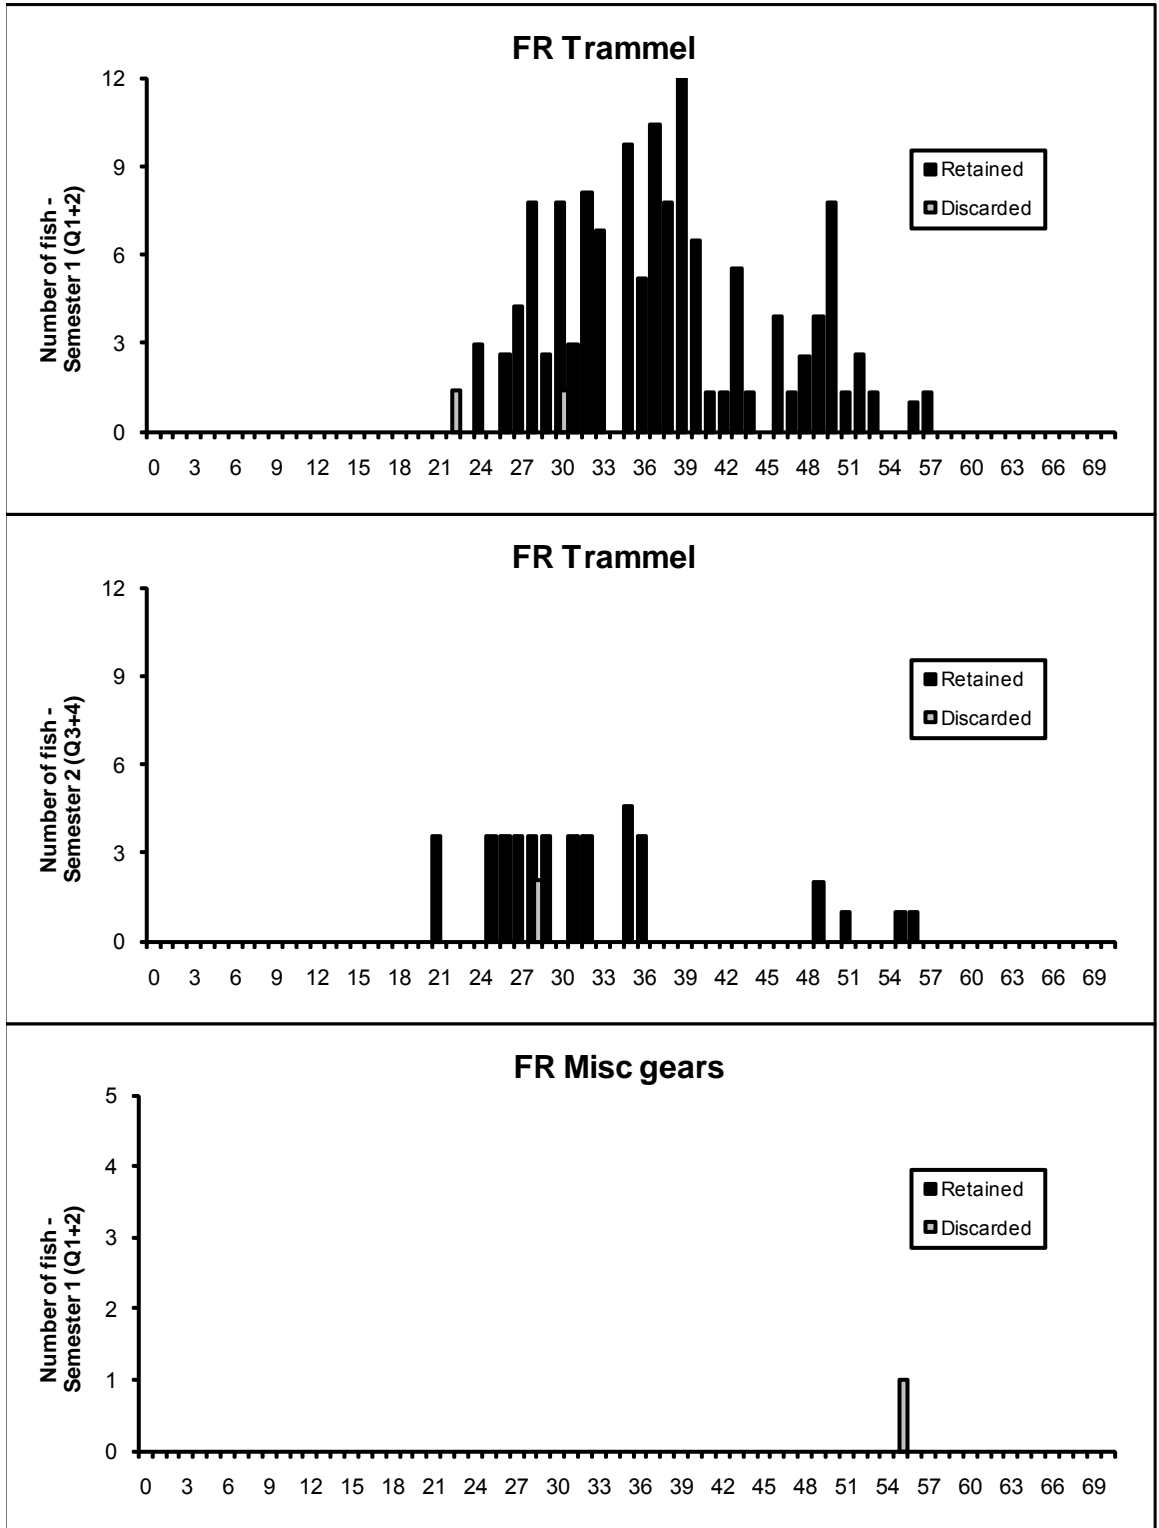 FR Trammel
12
9
6
3
0
Number of fish -
Semester 1 (Q1+2)
Retained
Discarded
0 3 6 9 12 15 18 21 24 27 30 33 36 39 42 45 48 51 54 57 60 63 66 69
FR Trammel
12
9
6
3
0
Number of fish -
Semester 2 (Q3+4)
Retained
Discarded
0 3 6 9 12 15 18 21 24 27 30 33 36 39 42 45 48 51 54 57 60 63 66 69
FR Misc gears
5
4
3
2
1
0
Number of fish -
Semester 1 (Q1+2)
Retained
Discarded
0 3 6 9 12 15 18 21 24 27 30 33 36 39 42 45 48 51 54 57 60 63 66 69